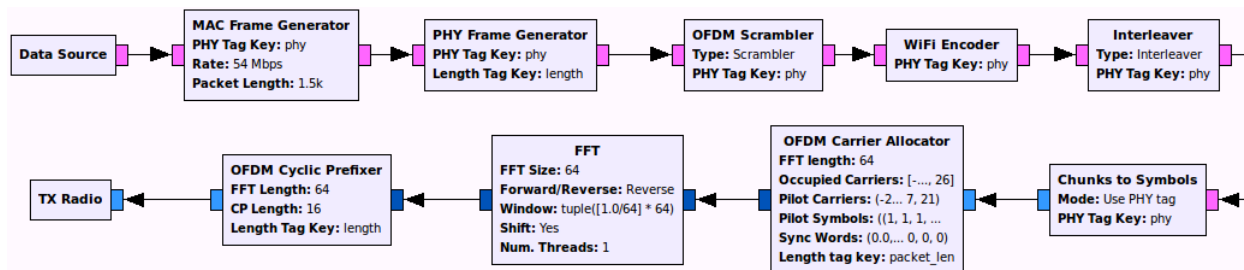 Data Source
MAC Frame Generator
PHY Tag Key: phy
Rate: 54 Mbps
Packet Length: 1.5k
PHY Frame Generator
PHY Tag Key: phy
Length Tag Key: length
OFDM Scrambler
Type: Scrambler
PHY Tag Key: phy
WiFi Encoder
PHY Tag Key: phy
Interleaver
Type: Interleaver
PHY Tag Key: phy
TX Radio
OFDM Cyclic Prefixer
FFT Length: 64
CP Length: 16
Length Tag Key: length
FFT
FFT Size: 64
Forward/Reverse: Reverse
Window: tuple([1.0/64] * 64)
Shift: Yes
Num. Threads: 1
OFDM Carrier Allocator
FFT length: 64
Occupied Carriers: [-..., 26]
Pilot Carriers: (-2... 7, 21)
Pilot Symbols: ((1, 1, 1, ...
Sync Words: (0.0,... 0, 0, 0)
Length tag key: packet_len
Chunks to Symbols
Mode: Use PHY tag
PHY Tag Key: phy